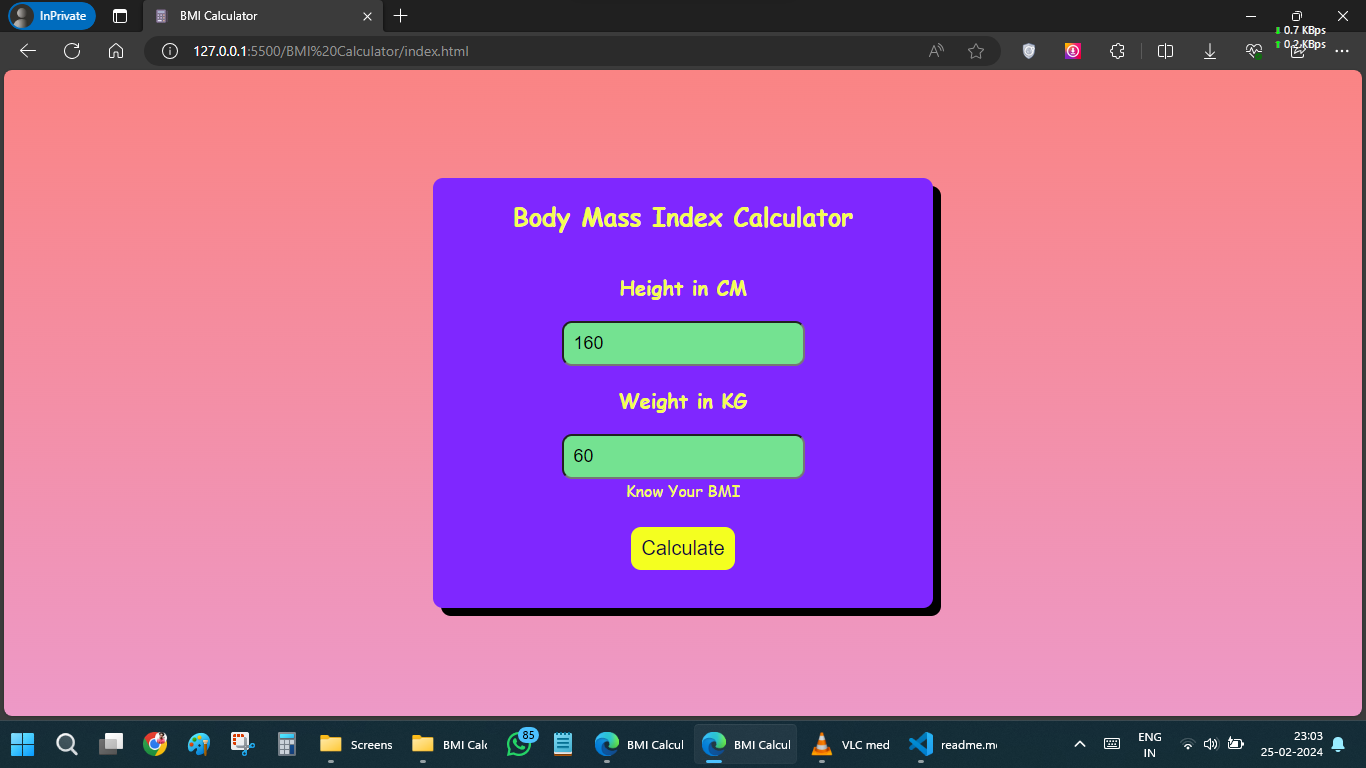 InPrivate
BMI Calculator
127.0.0.1:5500/BMI%20Calculator/index.html
0.7 KBps
0.2 KBps
Body Mass Index Calculator
Height in CM
160
Weight in KG
60
Know Your BMI
Calculate
Screens
BMI Calc
85
BMI Calcul
BMI Calcul
VLC med
readme.m
ENG
IN
23:03
25-02-2024